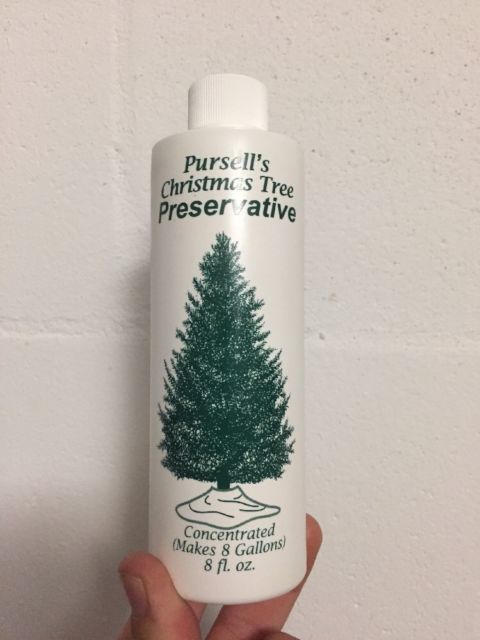 Pursell's
Christmas Tree
Preservative
Concentrated
(Makes 8 Gallons)
8 fl. oz.